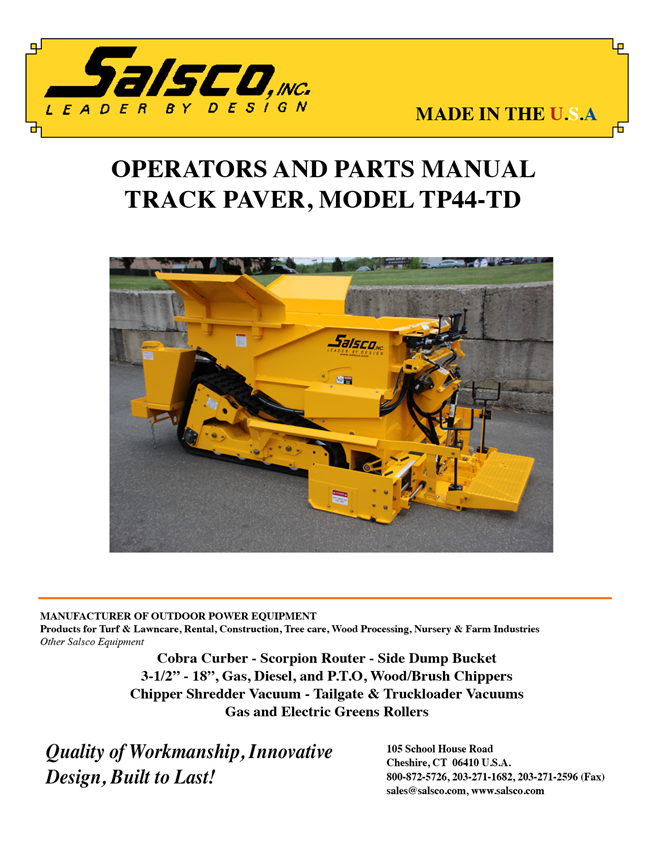 Salsco, INC.
LEADER BY DESIGN
MADE IN THE U.S.A
OPERATORS AND PARTS MANUAL
TRACK PAVER, MODEL TP44-TD
Salsco, INC.
LEADER BY DESIGN
www.salsco.com
MANUFACTURER OF OUTDOOR POWER EQUIPMENT
Products for Turf & Lawncare, Rental, Construction, Tree care, Wood Processing, Nursery & Farm Industries
Other Salsco Equipment
Cobra Curber - Scorpion Router - Side Dump Bucket
3-1/2” - 18”, Gas, Diesel, and P.T.O, Wood/Brush Chippers
Chipper Shredder Vacuum - Tailgate & Truckloader Vacuums
Gas and Electric Greens Rollers
Quality of Workmanship, Innovative
Design, Built to Last!
105 School House Road
Cheshire, CT  06410 U.S.A.
800-872-5726, 203-271-1682, 203-271-2596 (Fax)
sales@salsco.com, www.salsco.com